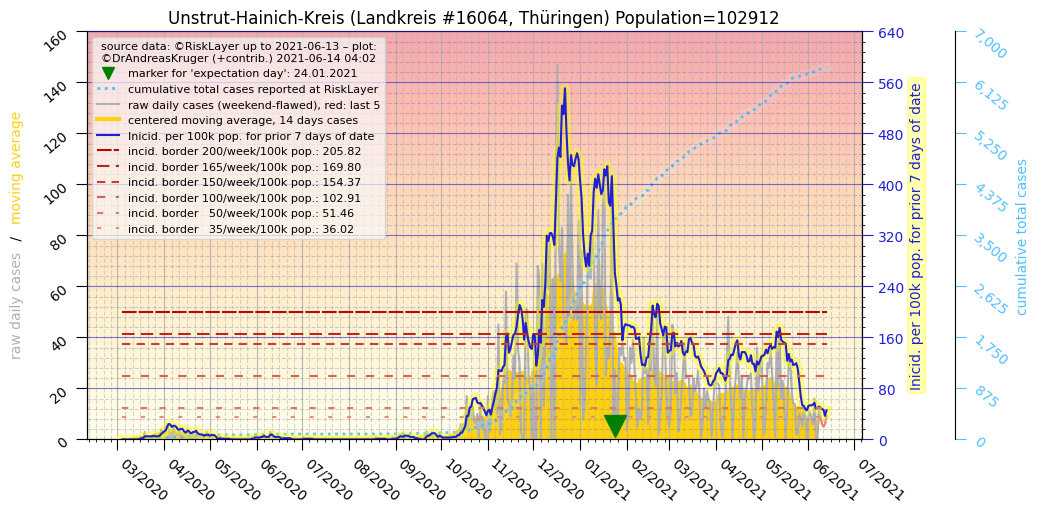 Unstrut-Hainich-Kreis (Landkreis #16064, Thüringen) Population=102912
source data: ©RiskLayer up to 2021-06-13 – plot:
©DrAndreasKruger (+contrib.) 2021-06-14 04:02
marker for 'expectation day': 24.01.2021
cumulative total cases reported at RiskLayer
raw daily cases (weekend-flawed), red: last 5
centered moving average, 14 days cases
Inicid. per 100k pop. for prior 7 days of date
incid. border 200/week/100k pop.: 205.82
incid. border 165/week/100k pop.: 169.80
incid. border 150/week/100k pop.: 154.37
incid. border 100/week/100k pop.: 102.91
incid. border   50/week/100k pop.: 51.46
incid. border   35/week/100k pop.: 36.02
raw daily cases / moving average
160
140
120
100
80
60
40
20
0
03/2020
04/2020
05/2020
06/2020
07/2020
08/2020
09/2020
10/2020
11/2020
12/2020
01/2021
02/2021
03/2021
04/2021
05/2021
06/2021
07/2021
640
560
480
400
320
240
160
80
0
Inicid. per 100k pop. for prior 7 days of date
7,000
6,125
5,250
4,375
3,500
2,625
1,750
875
0
cumulative total cases